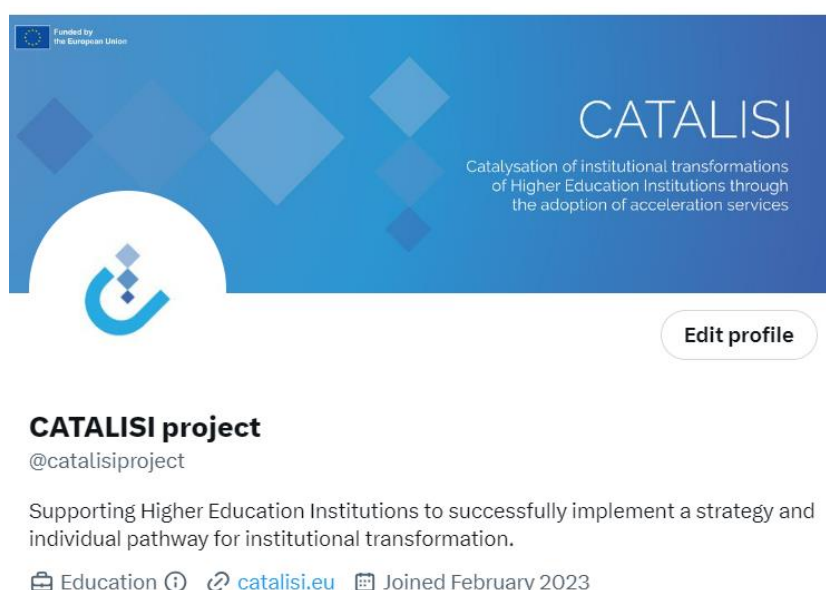 Funded by
the European Union
CATALISI
Catalysation of institutional transformations
of Higher Education Institutions through
the adoption of acceleration services
Edit profile
CATALISI project
@catalisiproject
Supporting Higher Education Institutions to successfully implement a strategy and
individual pathway for institutional transformation.
Education catalisi.eu Joined February 2023